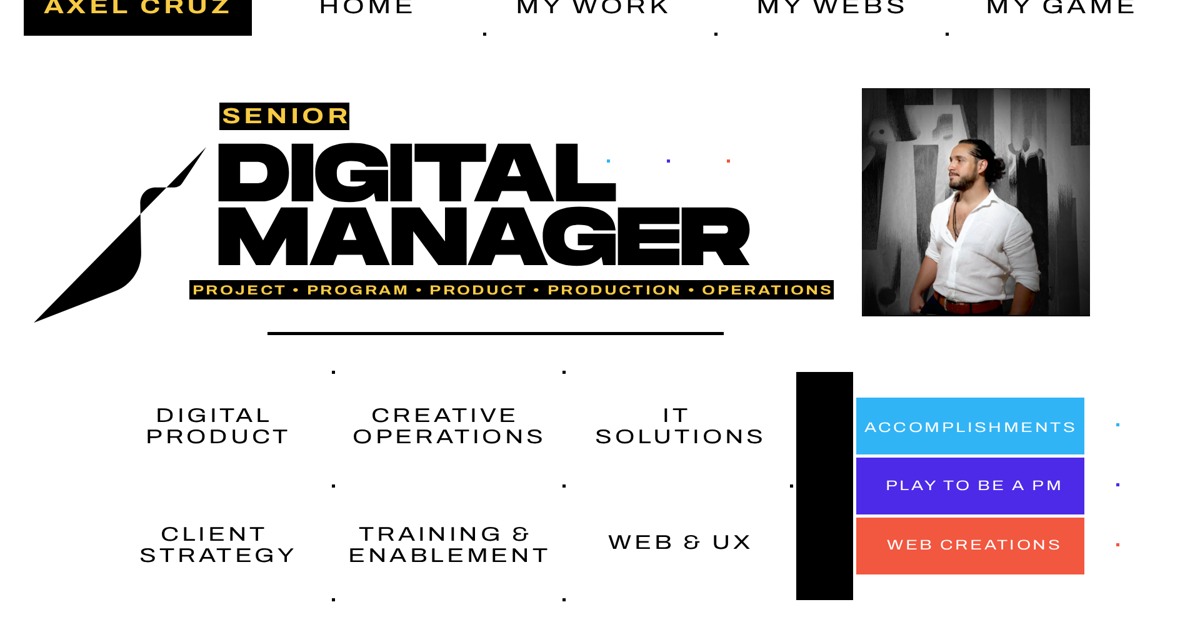 AXEL CRUZ
HOME
MY WORK
MY WEBS
MY GAME
SENIOR
DIGITAL
MANAGER
PROJECT • PROGRAM • PRODUCT • PRODUCTION • OPERATIONS
DIGITAL
PRODUCT
CREATIVE
OPERATIONS
IT
SOLUTIONS
CLIENT
STRATEGY
TRAINING &
ENABLEMENT
WEB & UX
ACCOMPLISHMENTS
PLAY TO BE A PM
WEB CREATIONS